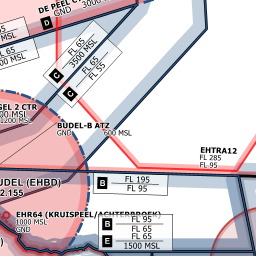 DE PEEL C
GND
3000 MSL
D
FL 65
FL 65
3500 MSL
C
FL 65
FL 55
C
GEL 2 CTR
00 MSL
1200 MSL
BUDEL-B ATZ
GND
600 MSL
EHTRA12
FL 285
FL 95
B
FL 195
FL 95
UDEL (EHBD)
2.155
EHR64 (KRUISPEEL/ACHTERBROEK)
1000 MSL
GND
B
FL 95
FL 65
E
FL 65
1500 MSL